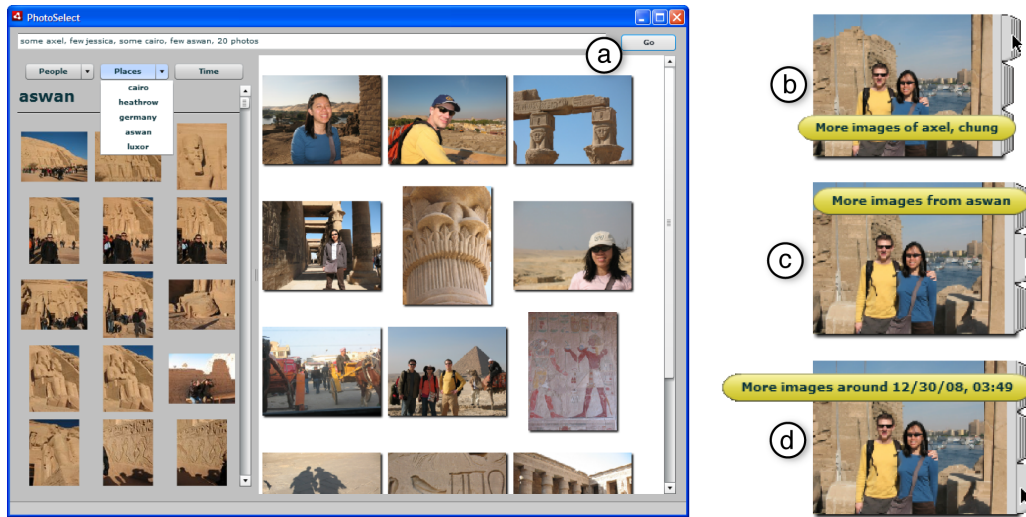 PhotoSelect
some axel, few jessica, some cairo, few aswan, 20 photos
Go
a
People
Places
Time
aswan
cairo
heathrow
germany
aswan
luxor
b
More images of axel, chung
More images from aswan
c
More images around 12/30/08, 03:49
d